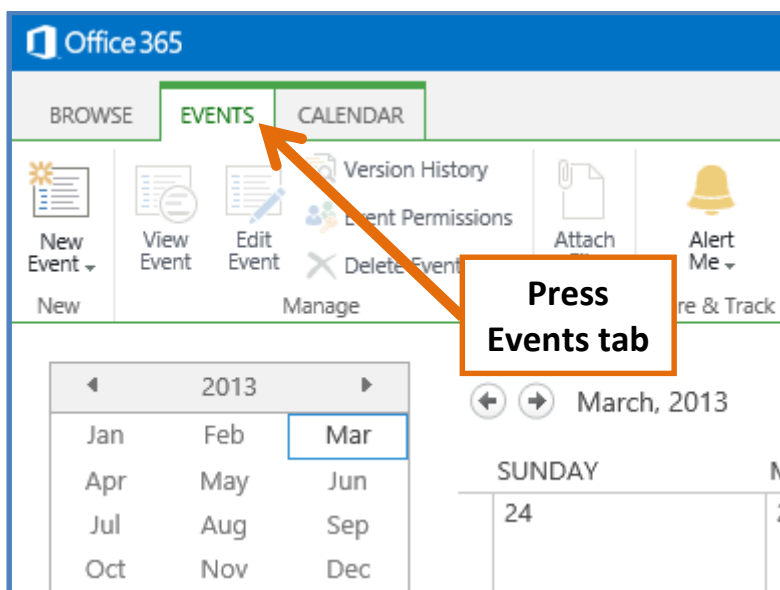 Office 365
BROWSE EVENTS CALENDAR
New
Event
View
Event
Edit
Event
Version History
Event Permissions
Delete Event
Attach
Alert
Me
New
Manage
re & Track
Press
Events tab
2013
Jan Feb Mar
Apr May Jun
Jul Aug Sep
Oct Nov Dec
March, 2013
SUNDAY
24